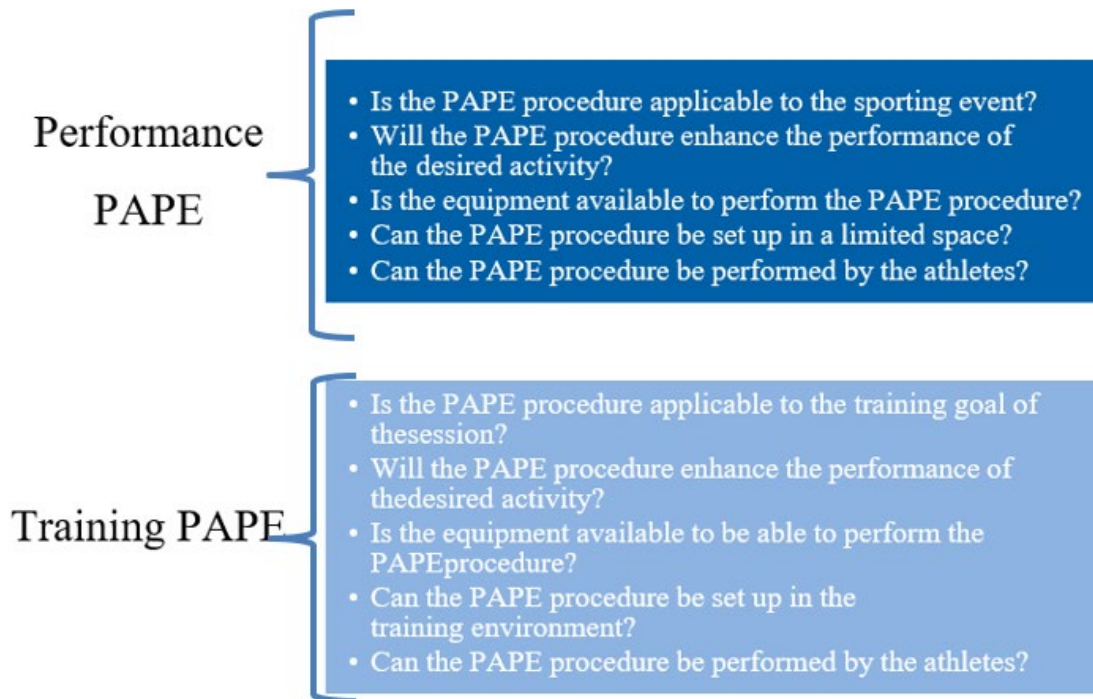 Performance
PAPE
• Is the PAPE procedure applicable to the sporting event?
• Will the PAPE procedure enhance the performance of
the desired activity?
• Is the equipment available to perform the PAPE procedure?
• Can the PAPE procedure be set up in a limited space?
• Can the PAPE procedure be performed by the athletes?
Training PAPE
• Is the PAPE procedure applicable to the training goal of
thesession?
• Will the PAPE procedure enhance the performance of
thedesired activity?
• Is the equipment available to be able to perform the
PAPEprocedure?
• Can the PAPE procedure be set up in the
training environment?
• Can the PAPE procedure be performed by the athletes?